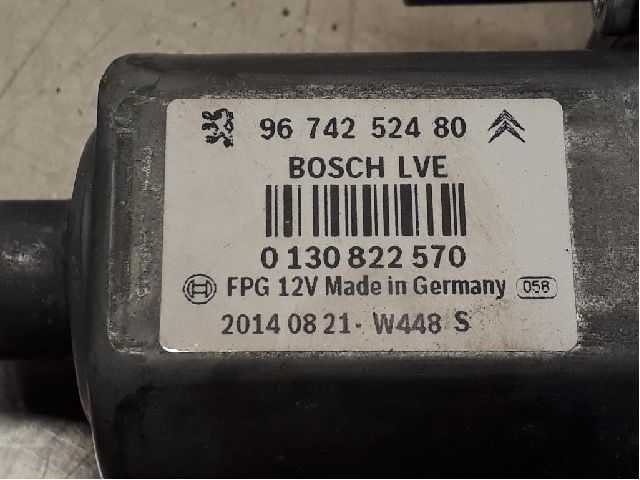 96 742 524 80
BOSCH LVE
0 130 822 570
FPG 12V Made in Germany 058
2014 08 21 - W448 S